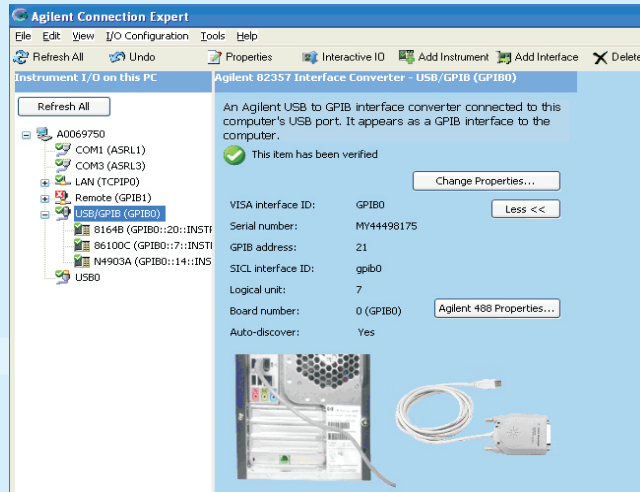 Agilent Connection Expert
File Edit View I/O Configuration Tools Help
Refresh All Undo Properties Interactive IO Add Instrument Add Interface Delete
Instrument I/O on this PC
Agilent 82357 Interface Converter - USB/GPIB (GPIB0)
Refresh All
A0069750
COM1 (ASRL1)
COM3 (ASRL3)
LAN (TCPIP0)
Remote (GPIB1)
USB/GPIB (GPIB0)
8164B (GPIB0::20::INSTR
86100C (GPIB0::7::INSTR
N4903A (GPIB0::14::INS
USB0
An Agilent USB to GPIB interface converter connected to this
computer's USB port. It appears as a GPIB interface to the
computer.
This item has been verified
Change Properties...
VISA interface ID: GPIB0
Less <<
Serial number: MY44498175
GPIB address: 21
SICL interface ID: gpib0
Logical unit: 7
Board number: 0 (GPIB0)
Agilent 488 Properties...
Auto-discover: Yes